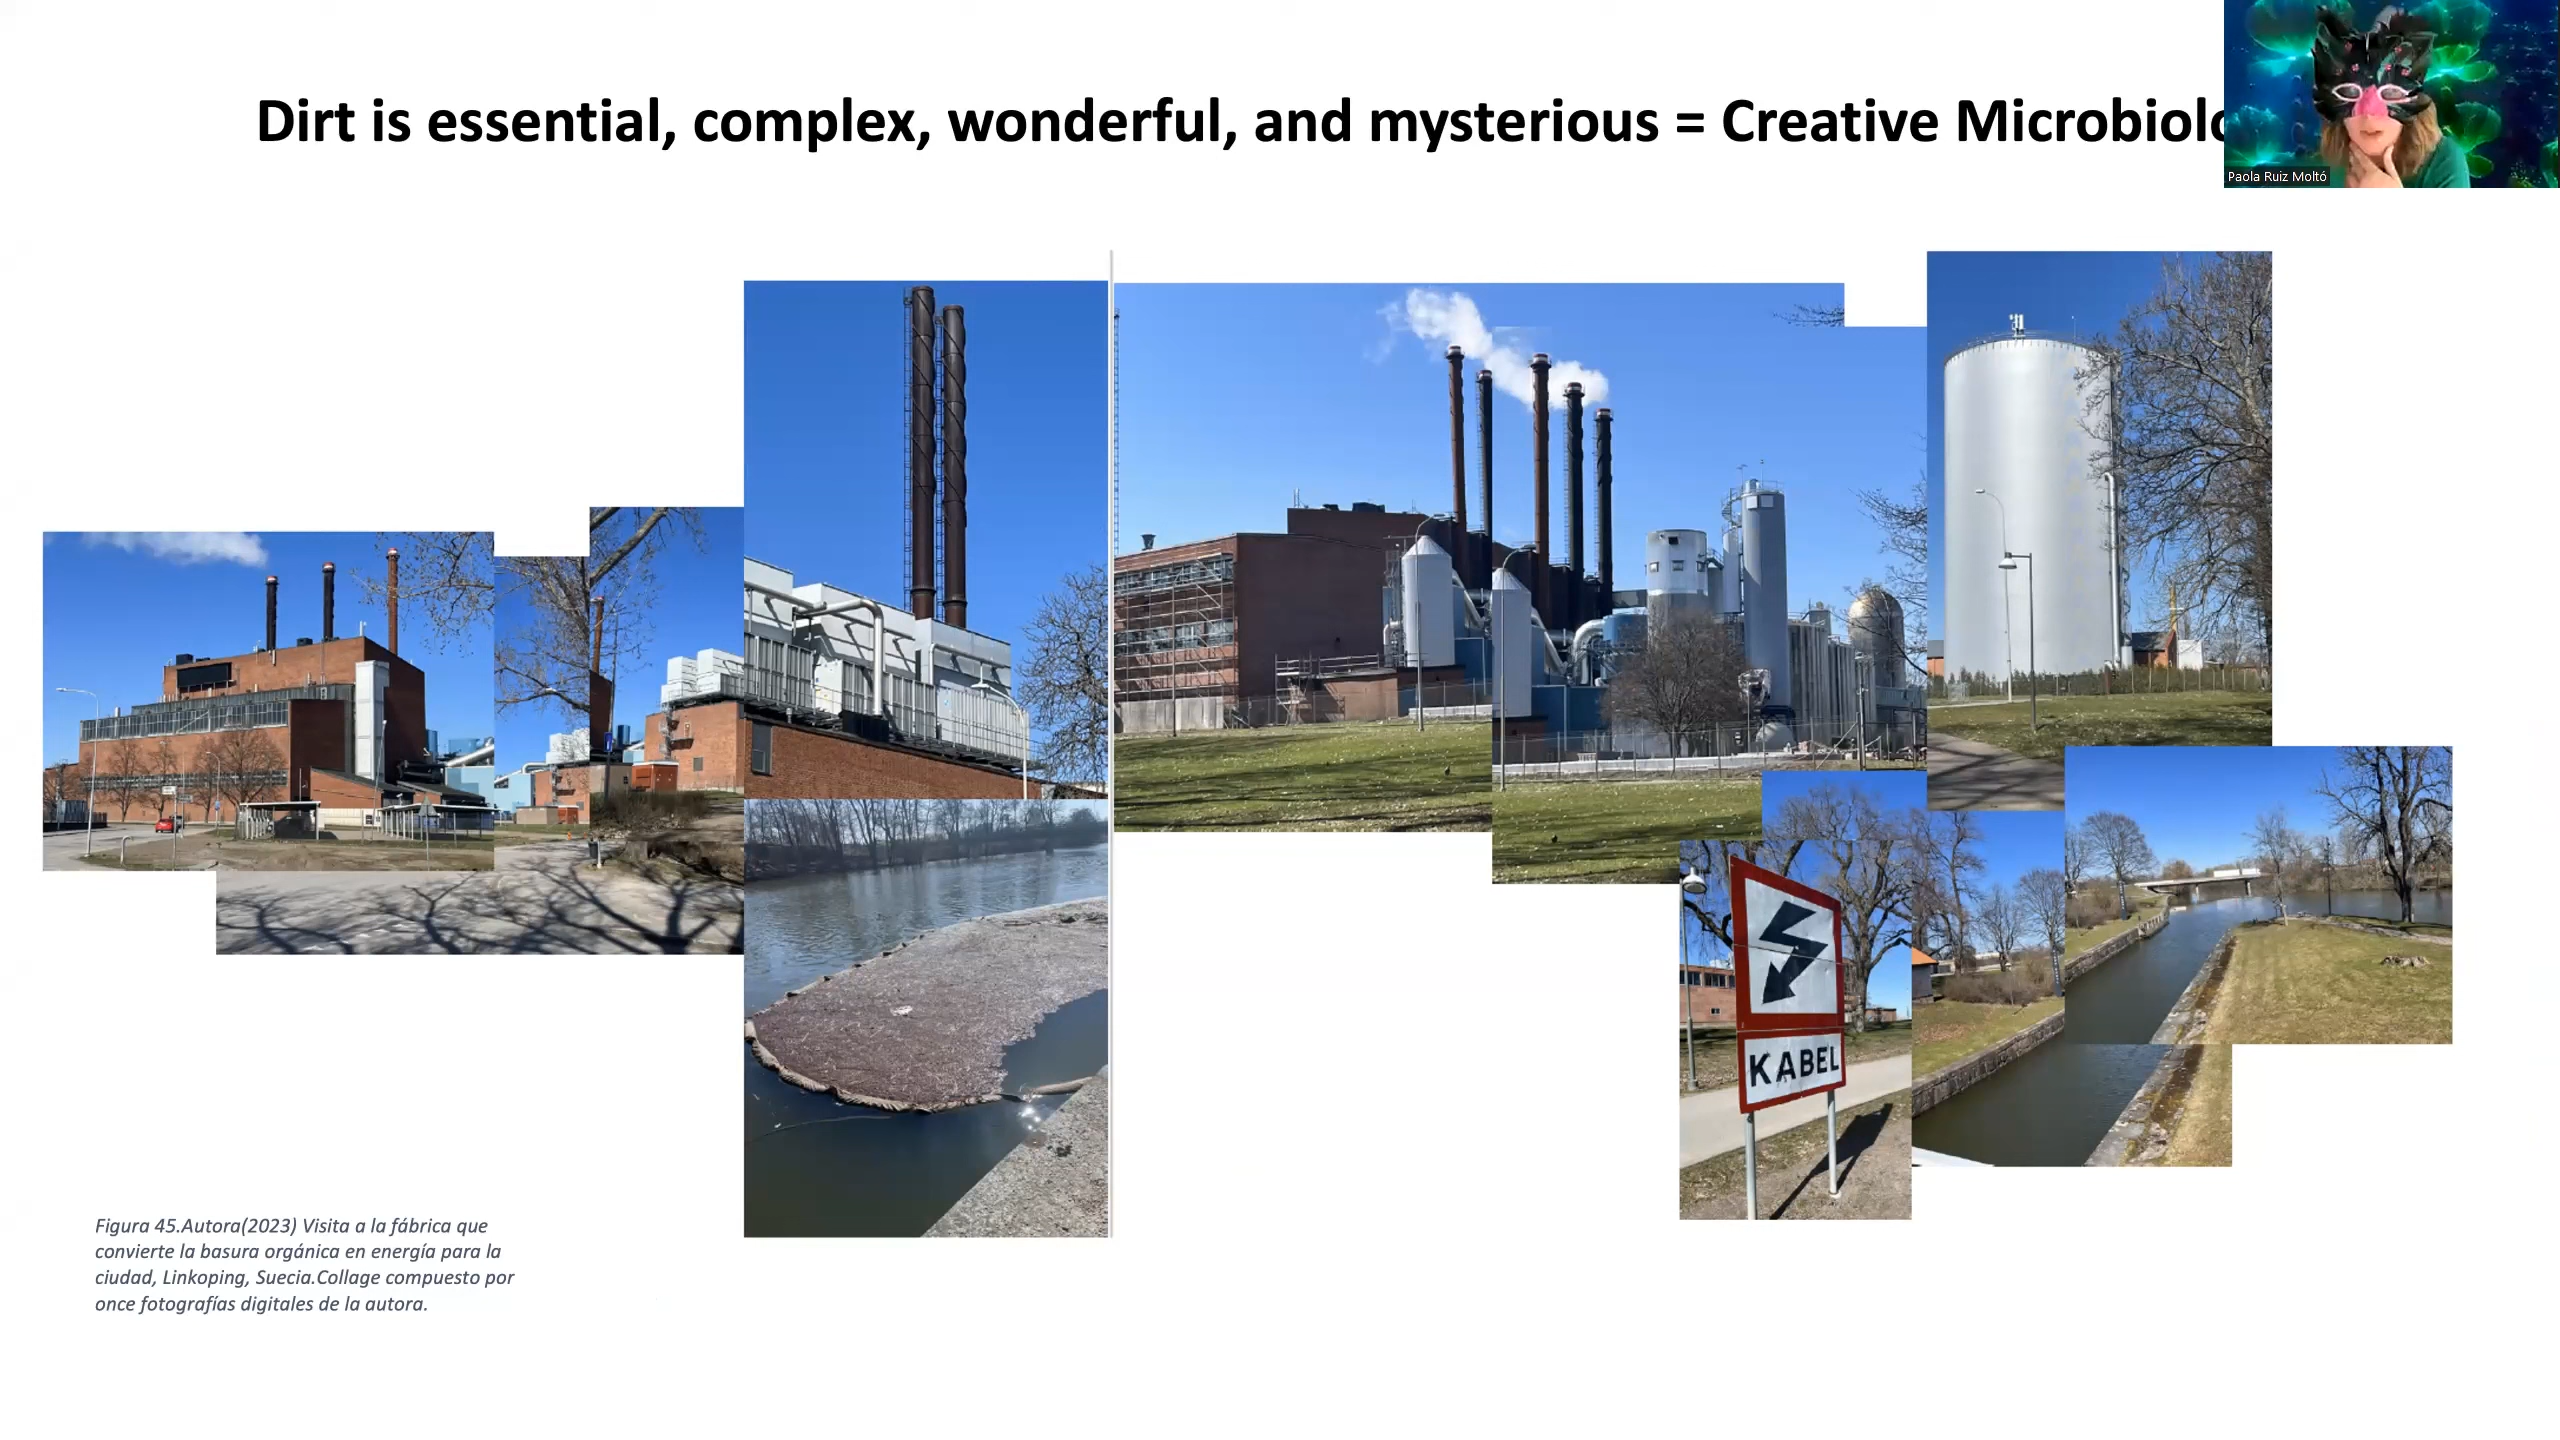 Dirt is essential, complex, wonderful, and mysterious = Creative
Paola Ruiz Moltó
KABEL
Figura 45.Autora(2023) Visita a la fábrica que
convierte la basura orgánica en energía para la
ciudad, Linkoping, Suecia.Collage compuesto por
once fotografías digitales de la autora.